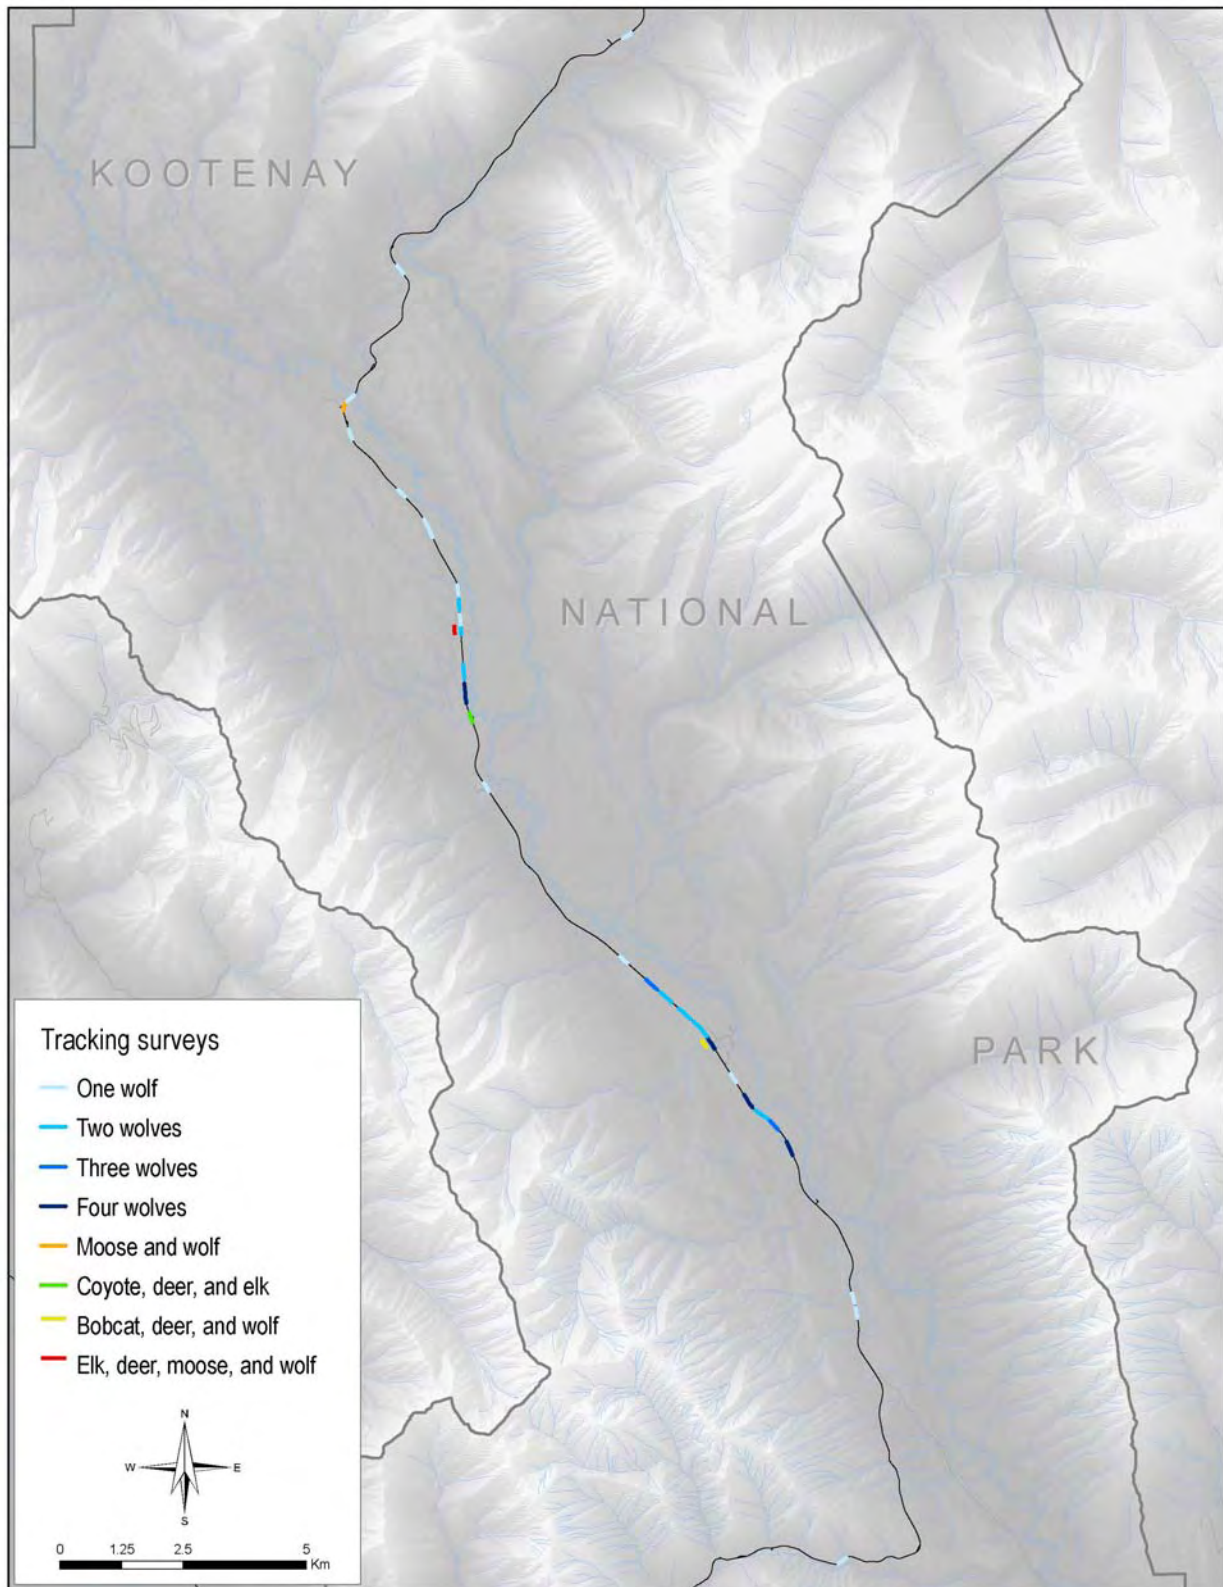 KOOTENAY
NATIONAL
PARK
Tracking surveys
One wolf
Two wolves
Three wolves
Four wolves
Moose and wolf
Coyote, deer, and elk
Bobcat, deer, and wolf
Elk, deer, moose, and wolf
N
W E
S
0 1.25 2.5 5
Km